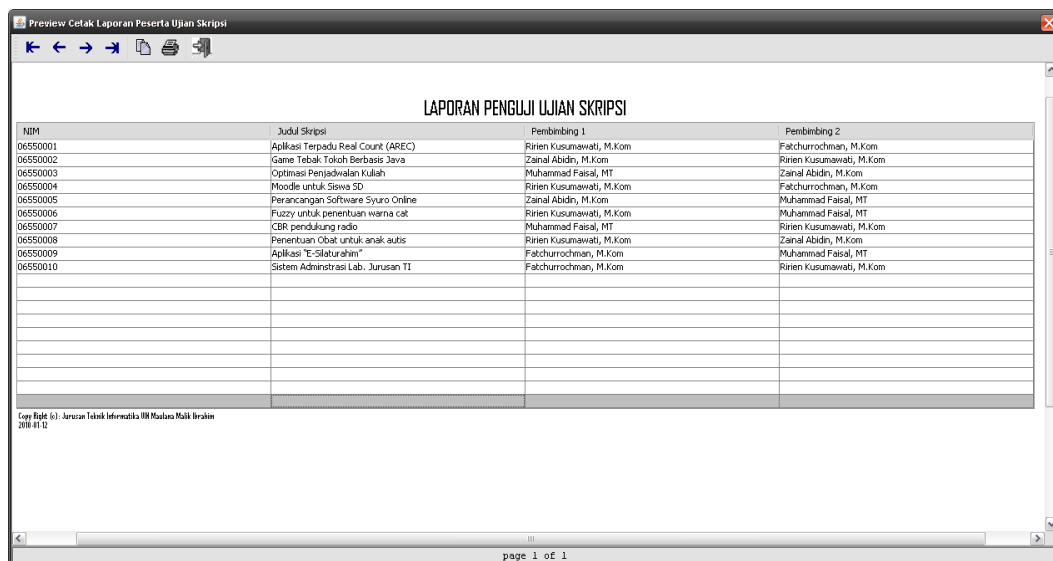 Preview Cetak Laporan Peserta Ujian Skripsi
LAPORAN PENGUJI UJIAN SKRIPSI
NIM Judul Skripsi Pembimbing 1 Pembimbing 2
06550001 Aplikasi Terpadu Real Count (AREC) Ririen Kusumawati, M.Kom Fatchurrochman, M.Kom
06550002 Game Tebak Tokoh Berbasis Java Zainal Abidin, M.Kom Ririen Kusumawati, M.Kom
06550003 Optimasi Penjadwalan Kuliah Muhammad Faisal, MT Zainal Abidin, M.Kom
06550004 Moodle untuk Siswa SD Ririen Kusumawati, M.Kom Fatchurrochman, M.Kom
06550005 Perancangan Software Syuro Online Zainal Abidin, M.Kom Muhammad Faisal, MT
06550006 Fuzzy untuk penentuan warna cat Ririen Kusumawati, M.Kom Muhammad Faisal, MT
06550007 CBR pendukung radio Muhammad Faisal, MT Ririen Kusumawati, M.Kom
06550008 Penentuan Obat untuk anak autis Ririen Kusumawati, M.Kom Zainal Abidin, M.Kom
06550009 Aplikasi "E-Silaturahim" Fatchurrochman, M.Kom Muhammad Faisal, MT
06550010 Sistem Adminstrasi Lab. Jurusan TI Fatchurrochman, M.Kom Ririen Kusumawati, M.Kom
Copy Right (c) : Jurusan Teknik Informatika UIN Maulana Malik Ibrahim
2010-01-12
page 1 of 1